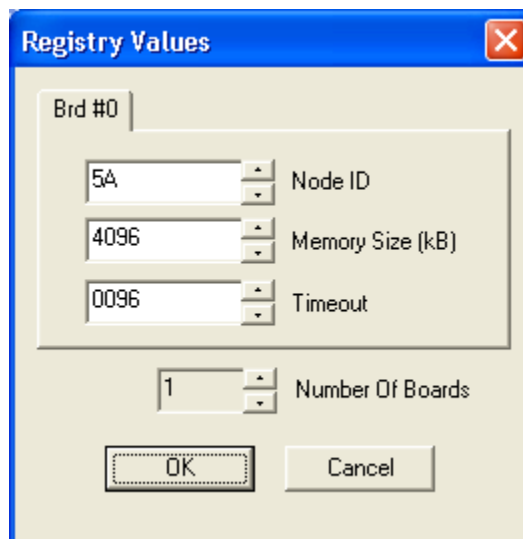 Registry Values
Brd #0
5A Node ID
4096 Memory Size (kB)
0096 Timeout
1 Number Of Boards
OK Cancel